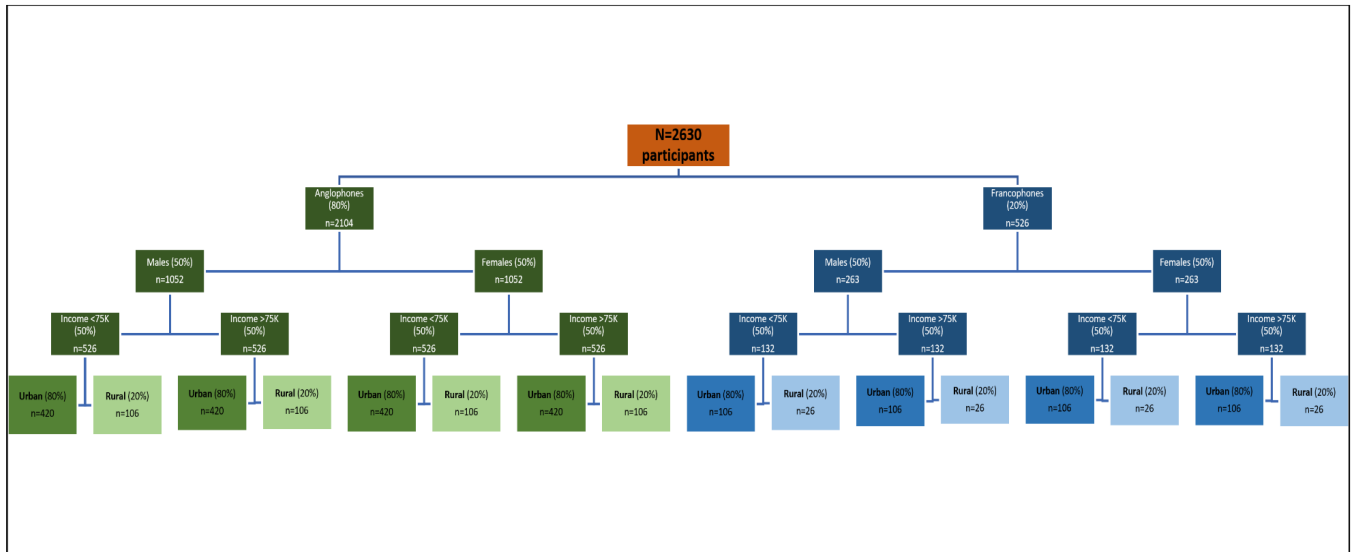 N=2630
participants
Anglophones
(80%)
n=2104
Francophones
(20%)
n=526
Males (50%)
n=1052
Females (50%)
n=1052
Males (50%)
n=263
Females (50%)
n=263
Income <75K
(50%)
n=526
Income >75K
(50%)
n=526
Income <75K
(50%)
n=526
Income >75K
(50%)
n=526
Income <75K
(50%)
n=132
Income >75K
(50%)
n=132
Income <75K
(50%)
n=132
Income >75K
(50%)
n=132
Urban (80%)
n=420
Rural (20%)
n=106
Urban (80%)
n=420
Rural (20%)
n=106
Urban (80%)
n=420
Rural (20%)
n=106
Urban (80%)
n=420
Rural (20%)
n=106
Urban (80%)
n=106
Rural (20%)
n=26
Urban (80%)
n=106
Rural (20%)
n=26
Urban (80%)
n=106
Rural (20%)
n=26
Urban (80%)
n=106
Rural (20%)
n=26